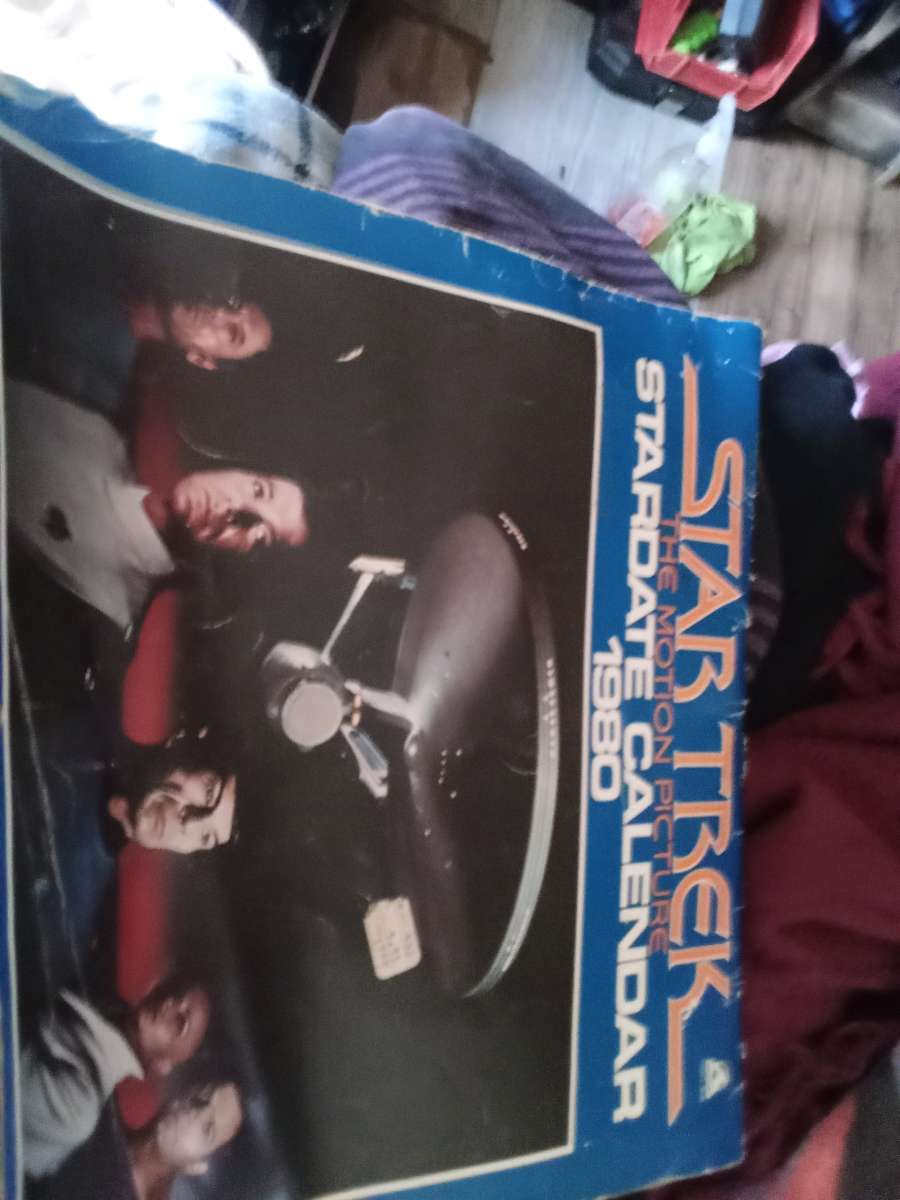 STAR TREK
THE MOTION PICTURE
STARDATE CALENDAR
1980